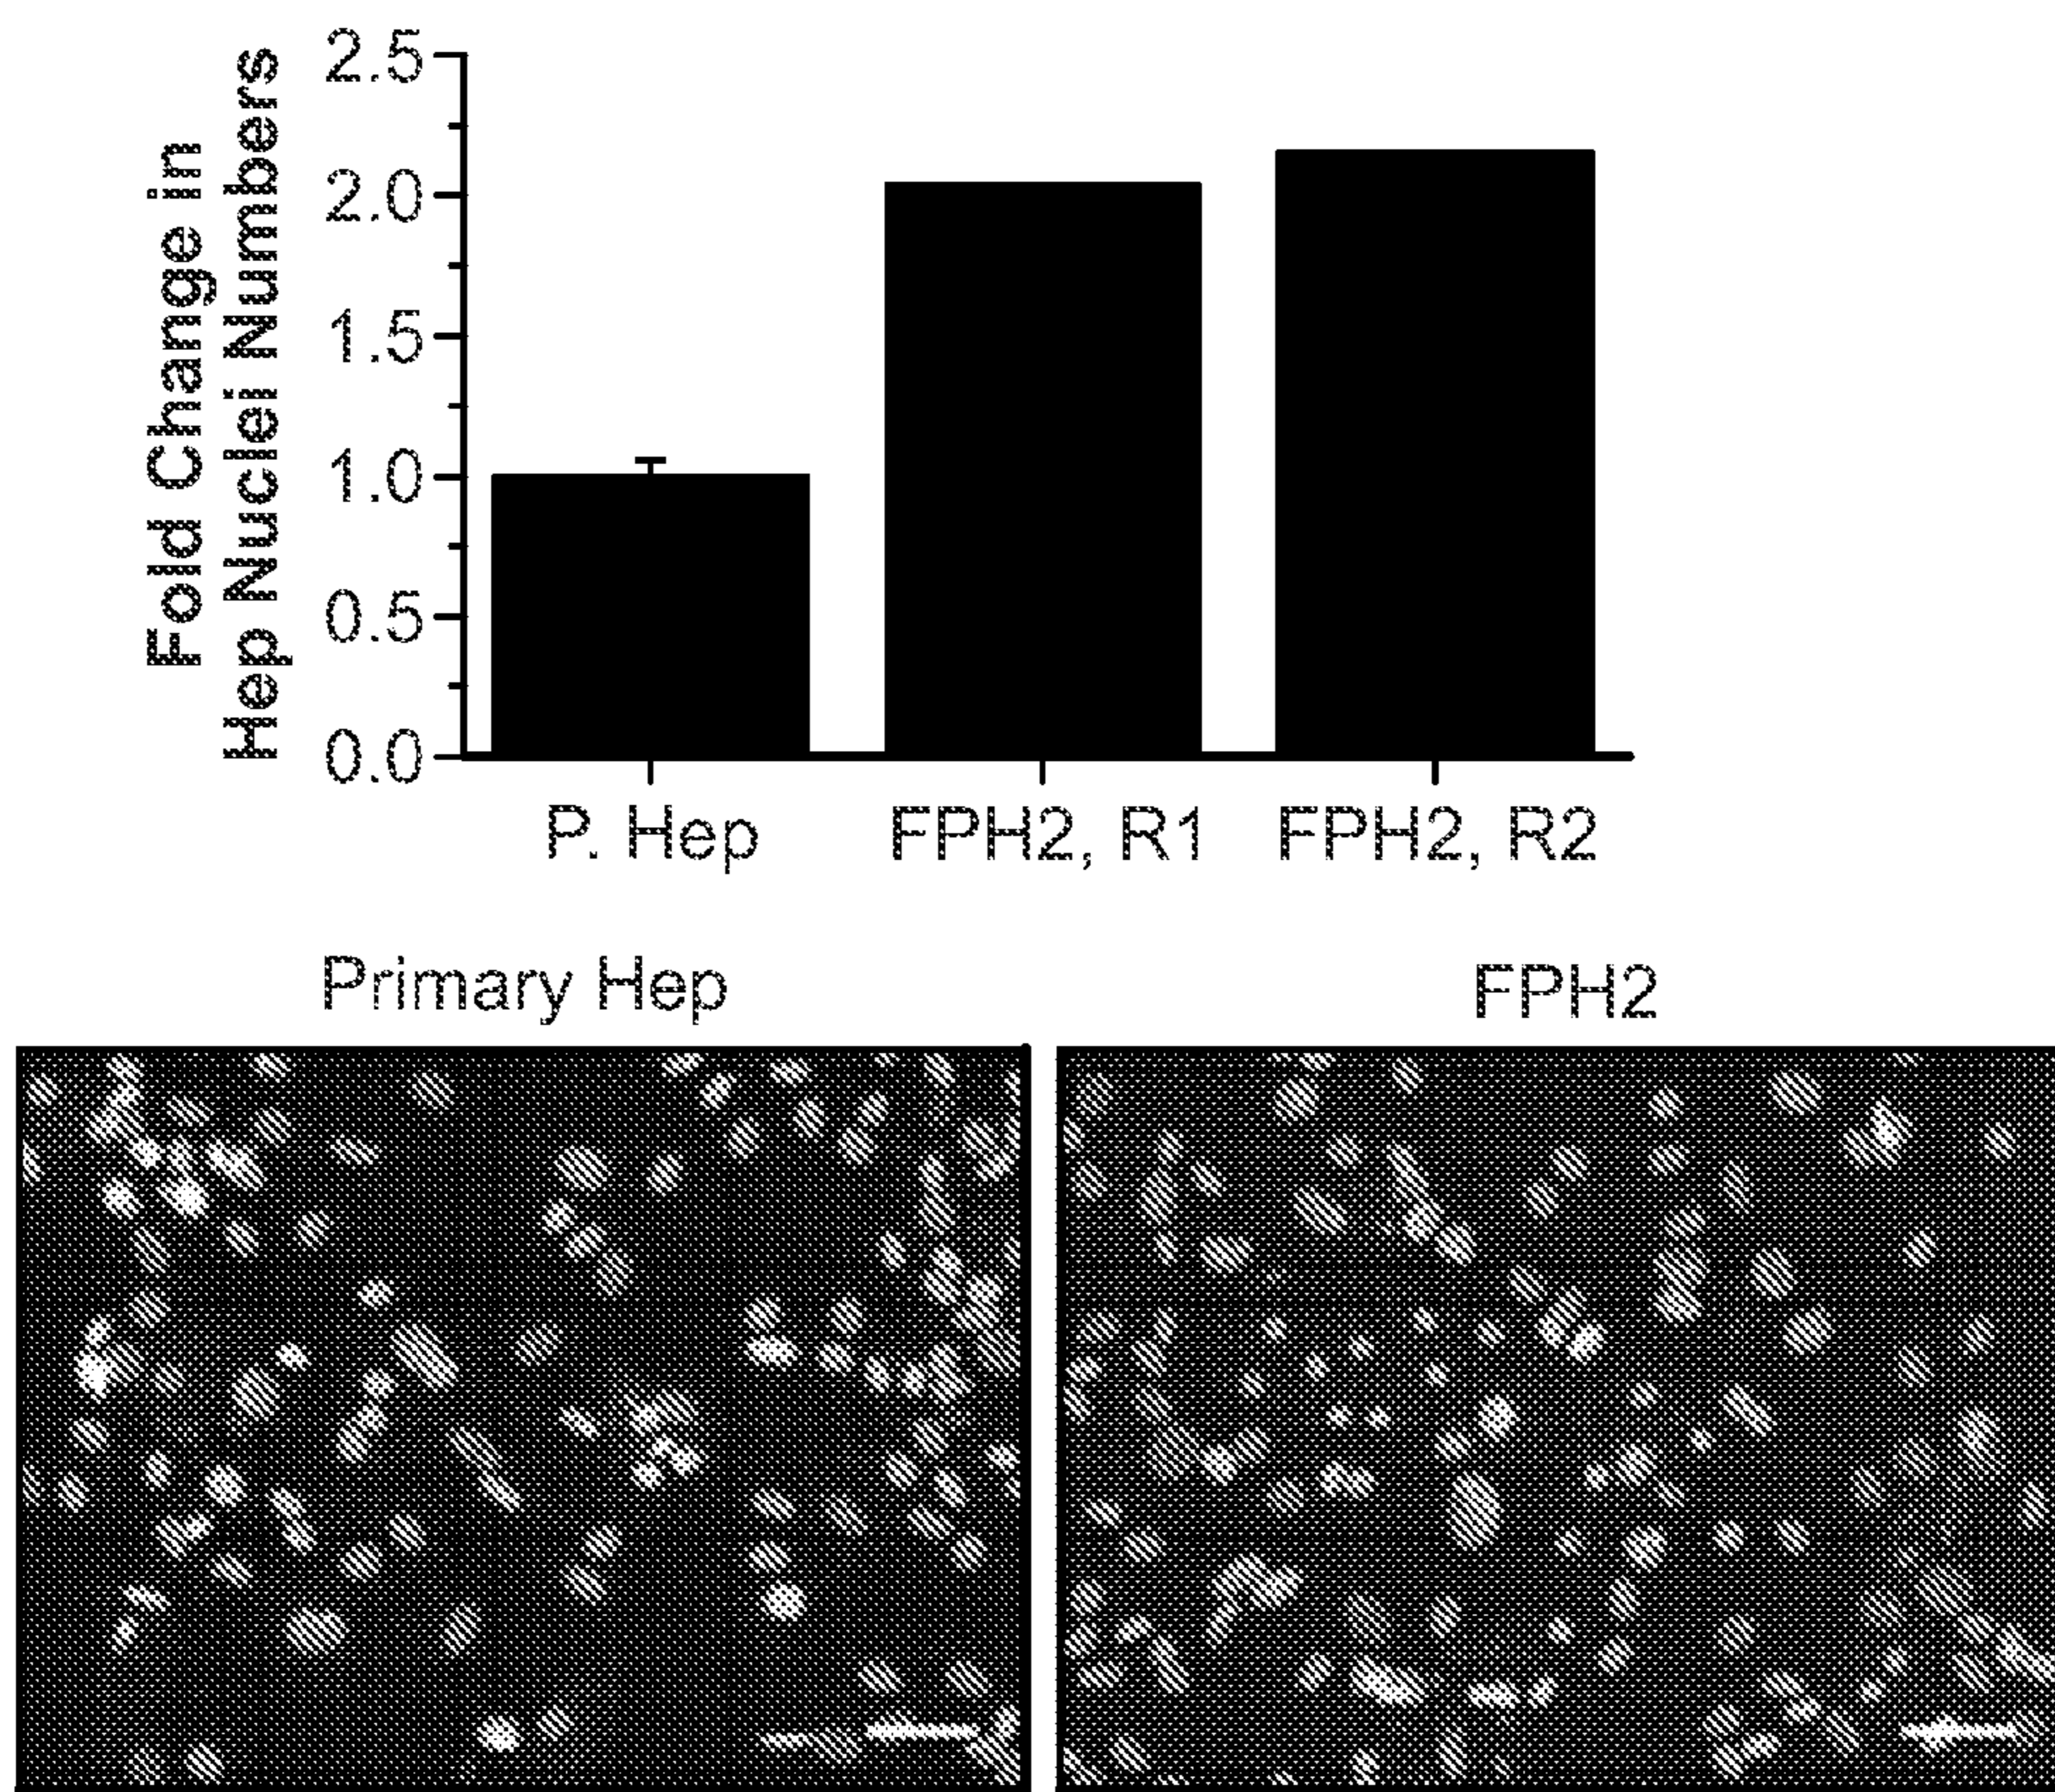 Fold Change in
Hep Nuclei Numbers
2.5
2.0
1.5
1.0
0.5
0.0
P. Hep
FPH2, R1
FPH2, R2
Primary Hep
FPH2